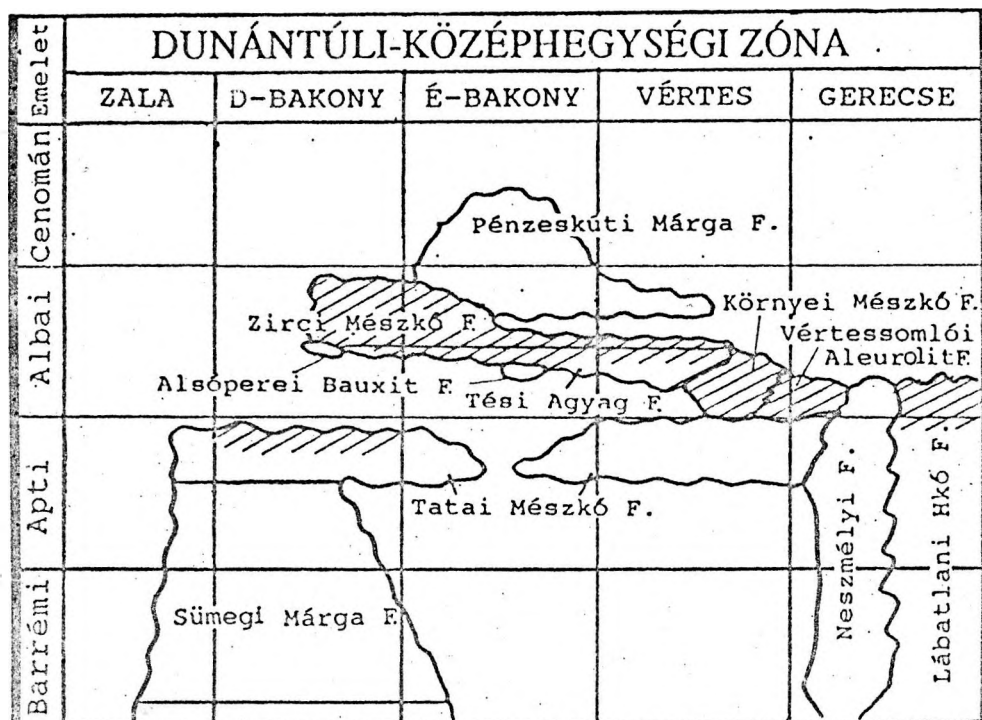 Emelet
DUNÁNTÚLI-KÖZÉPHEGYSÉGI ZÓNA
ZALA D-BAKONY É-BAKONY VÉRTES GERECSE
Cenomán
Pénzeskúti Márga F.
Albai
Környei Mészkő F.
Zirci Mészkő F.
Vértessomlói
Aleurolit F.
Alsóperei Bauxit F.
Tési Agyag F.
Apti
Tatai Mészkő F.
Neszmélyi F.
Lábatlani Hkő F.
Barrémi
Sümegi Márga F.